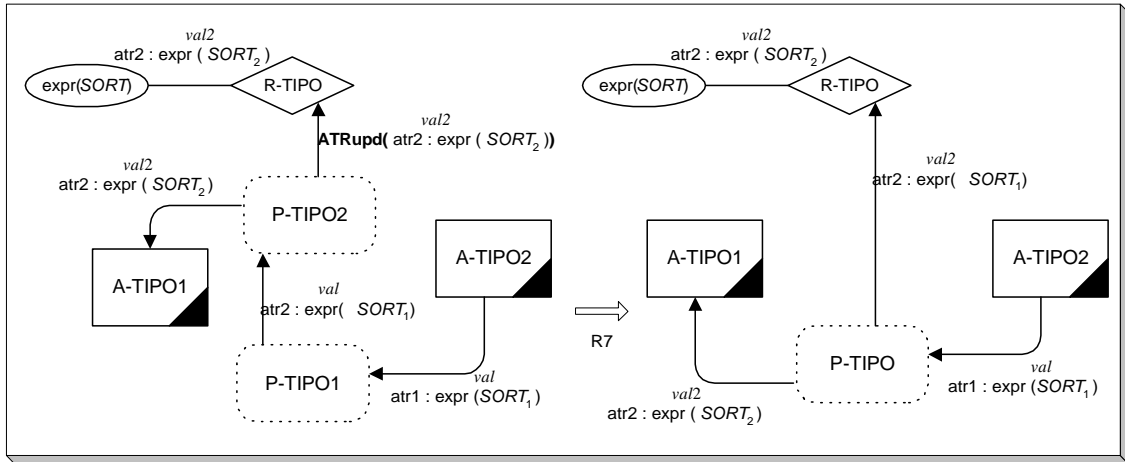 val2
atr2 : expr ( SORT₂)
expr(SORT)
R-TIPO
val2
ATRupd( atr2 : expr ( SORT₂ ))
val2
atr2 : expr ( SORT₂)
P-TIPO2
A-TIPO1
A-TIPO2
val
atr2 : expr( SORT₁)
P-TIPO1
val
atr1 : expr (SORT₁)
R7
val2
atr2 : expr ( SORT₂)
expr(SORT)
R-TIPO
val2
atr2 : expr( SORT₁)
A-TIPO1
A-TIPO2
P-TIPO
val
atr1 : expr (SORT₁)
val2
atr2 : expr ( SORT₂)